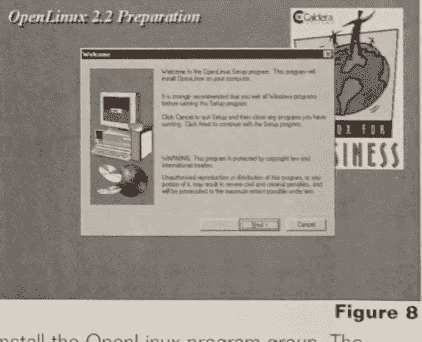 OpenLinux 2.2 Preparation
Caldera
Welcome
Welcome to the OpenLinux Setup program. This program will
install OpenLinux on your computer.
It is strongly recommended that you exit all Windows programs
before running this Setup program.
Click Cancel to quit Setup and then close any programs you have
running. Click Next to continue with the Setup program.
WARNING: This program is protected by copyright law and
international treaties.
Unauthorized reproduction or distribution of this program, or any
portion of it, may result in severe civil and criminal penalties, and
will be prosecuted to the maximum extent possible under law.
UX FOR
SINESS
Next >
Cancel
Figure 8
nstall the OpenLinux program group. The